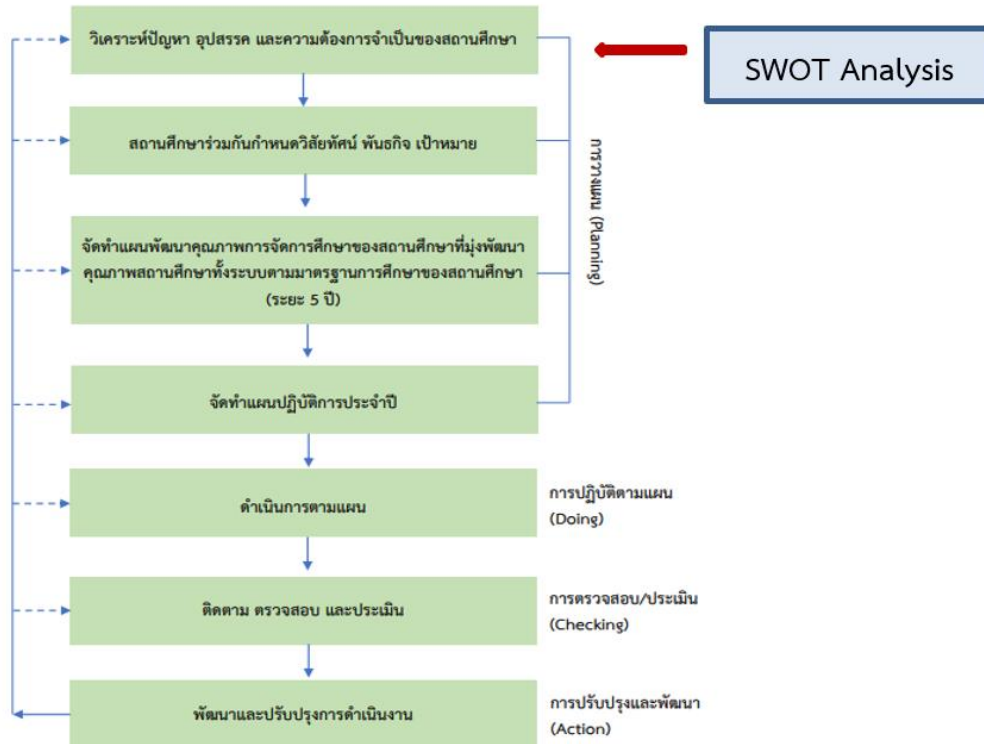 วิเคราะห์ปัญหา อุปสรรค และความต้องการจำเป็นของสถานศึกษา
SWOT Analysis
สถานศึกษาร่วมกันกำหนดวิสัยทัศน์ พันธกิจ เป้าหมาย
การวางแผน (Planning)
จัดทำแผนพัฒนาคุณภาพการจัดการศึกษาของสถานศึกษาที่มุ่งพัฒนา
คุณภาพสถานศึกษาทั้งระบบตามมาตรฐานการศึกษาของสถานศึกษา
(ระยะ 5 ปี)
จัดทำแผนปฏิบัติการประจำปี
ดำเนินการตามแผน
การปฏิบัติตามแผน
(Doing)
ติดตาม ตรวจสอบ และประเมิน
การตรวจสอบ/ประเมิน
(Checking)
พัฒนาและปรับปรุงการดำเนินงาน
การปรับปรุงและพัฒนา
(Action)